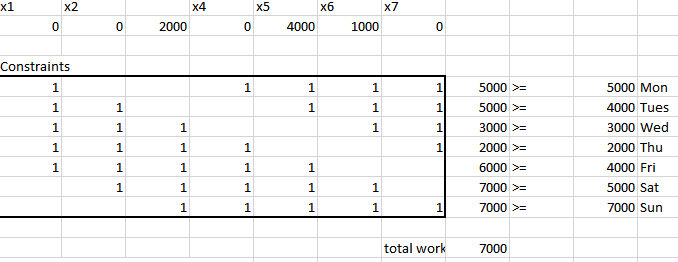 x1 x2 x4 x5 x6 x7
0 0 2000 0 4000 1000 0
Constraints
1 1 1 1 1 5000 >= 5000 Mon
1 1 1 1 1 5000 >= 4000 Tues
1 1 1 1 1 3000 >= 3000 Wed
1 1 1 1 1 2000 >= 2000 Thu
1 1 1 1 1 6000 >= 4000 Fri
1 1 1 1 1 7000 >= 5000 Sat
1 1 1 1 1 7000 >= 7000 Sun
total work 7000